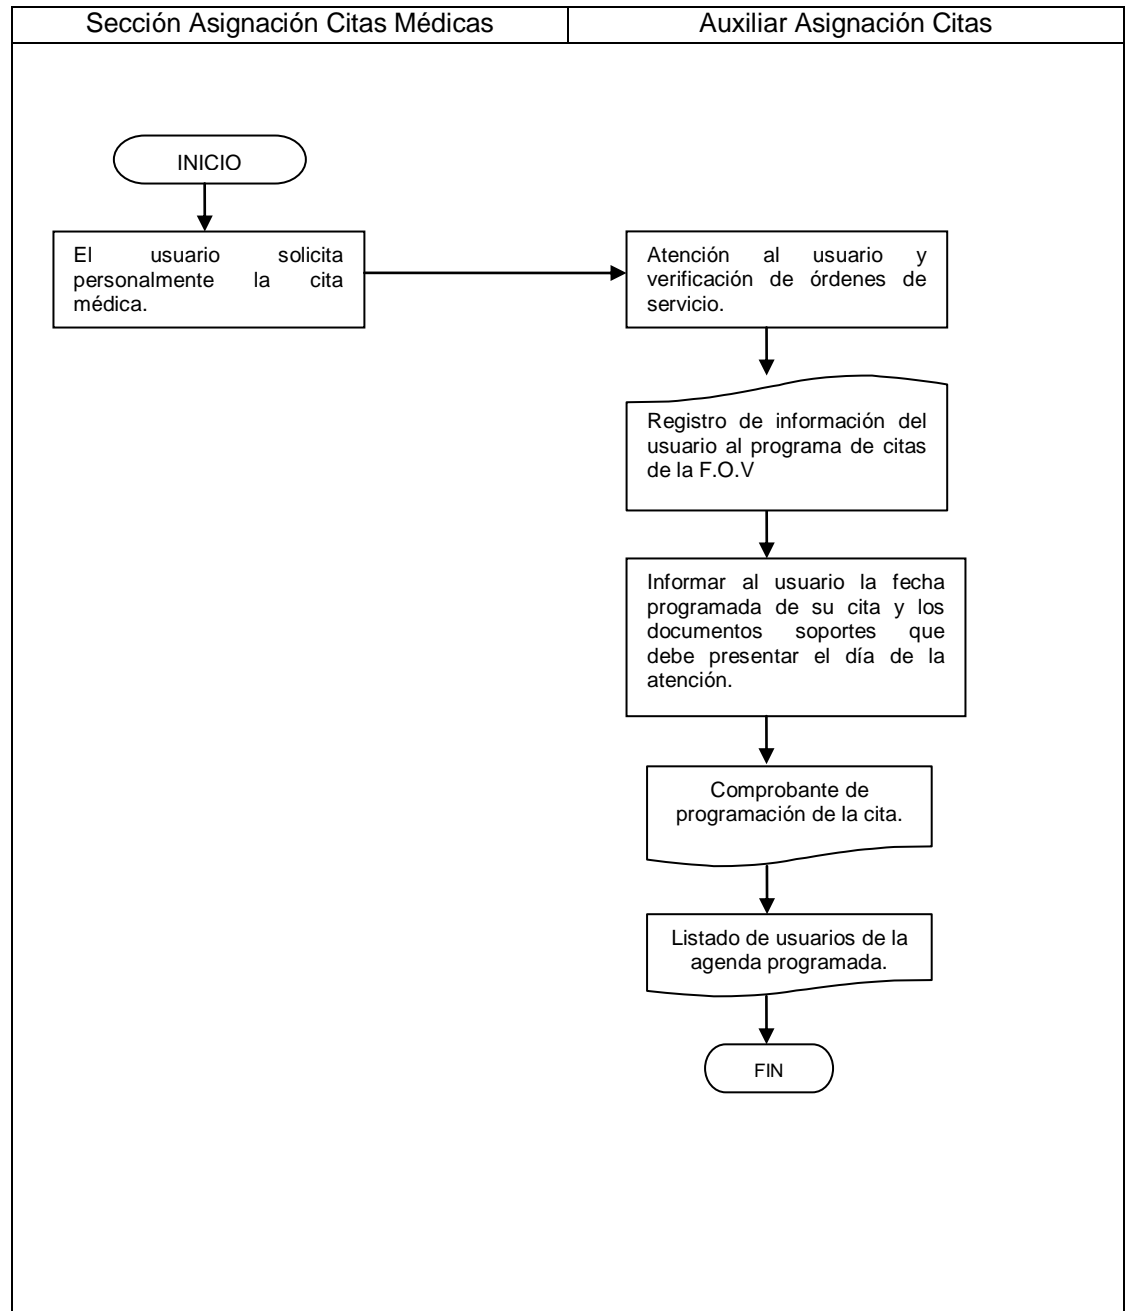 Sección Asignación Citas Médicas
Auxiliar Asignación Citas
INICIO
El usuario solicita
personalmente la cita
médica.
Atención al usuario y
verificación de órdenes de
servicio.
Registro de información del
usuario al programa de citas
de la F.O.V
Informar al usuario la fecha
programada de su cita y los
documentos soportes que
debe presentar el día de la
atención.
Comprobante de
programación de la cita.
Listado de usuarios de la
agenda programada.
FIN